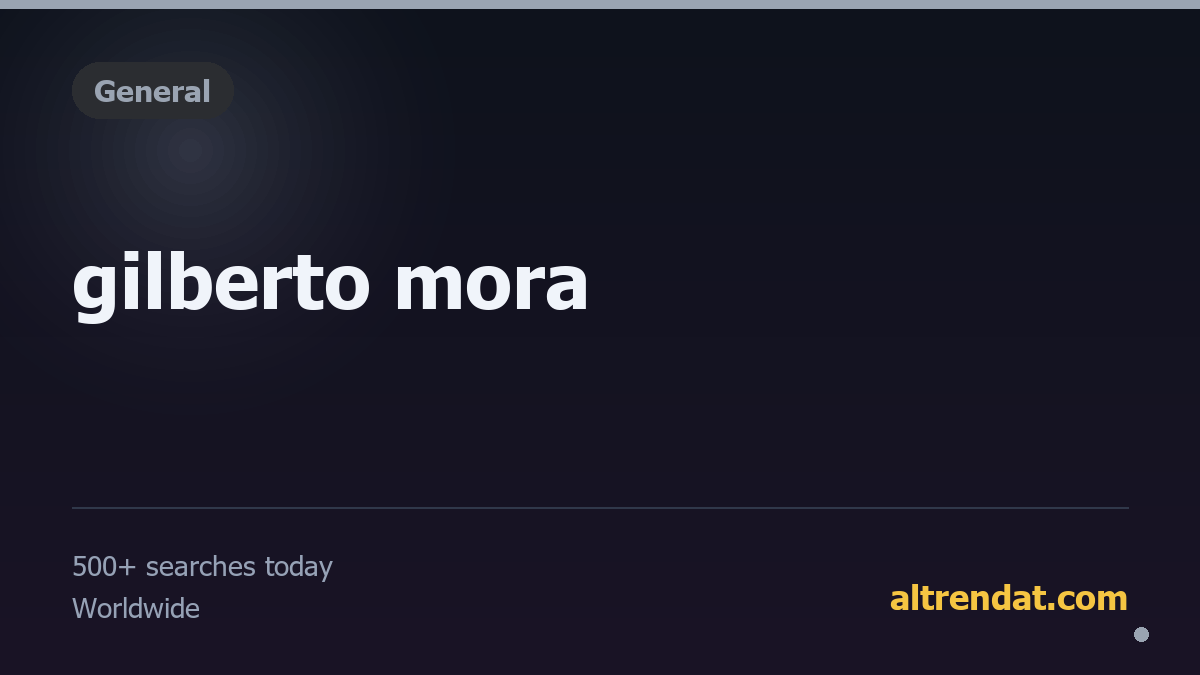 General
gilberto mora
500+ searches today
Worldwide
altrendat.com